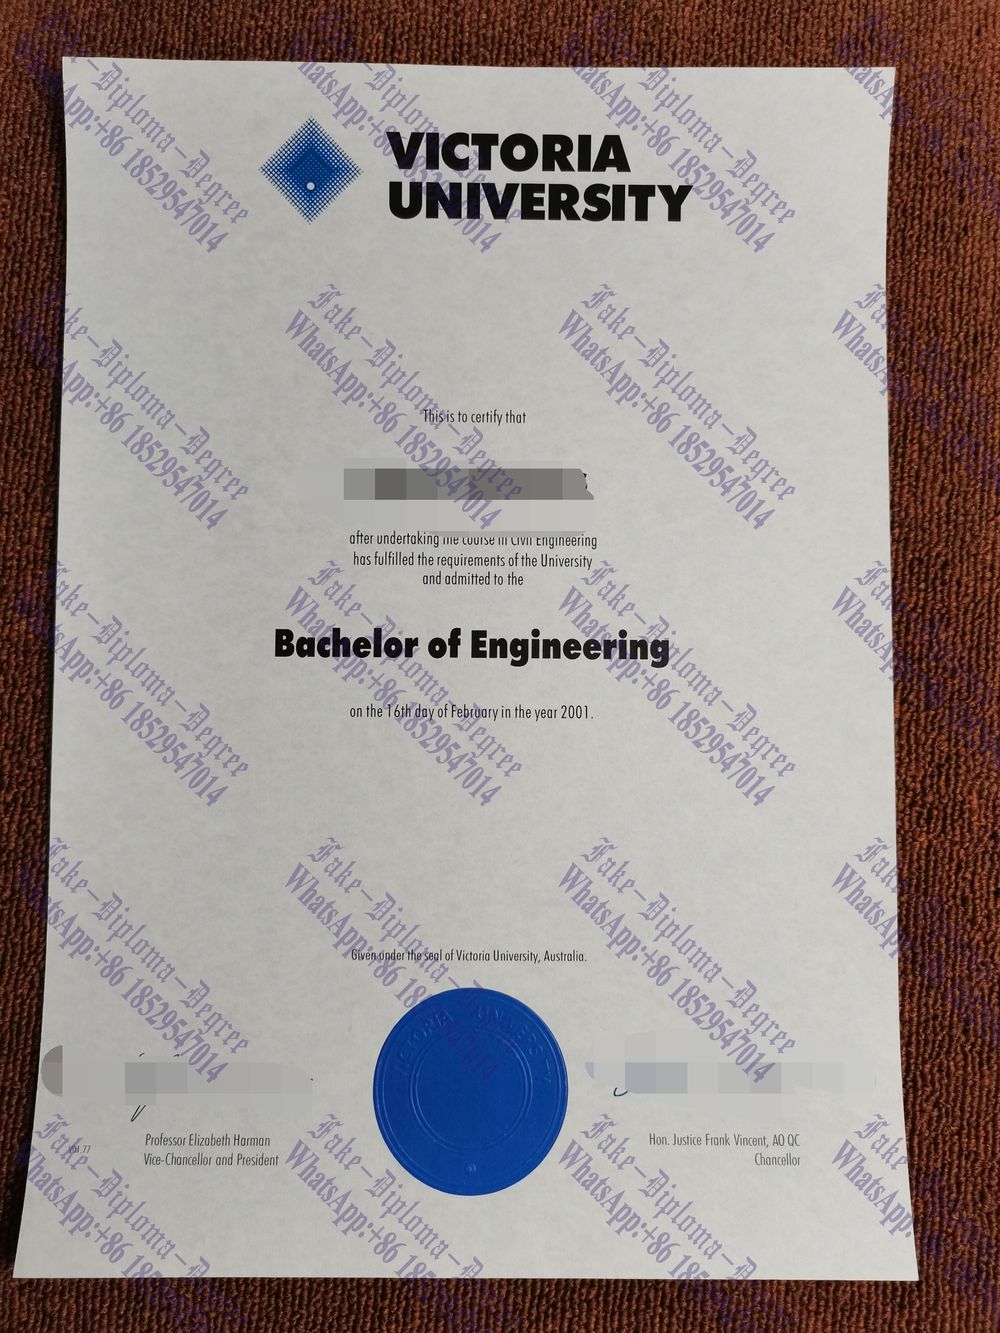 VICTORIA
UNIVERSITY
This is to certify that
after undertaking the course in Civil Engineering
has fulfilled the requirements of the University
and admitted to the
Bachelor of Engineering
on the 16th day of February in the year 2001.
Given under the seal of Victoria University, Australia.
VICTORIA UNIVERSITY
Professor Elizabeth Harman
Vice-Chancellor and President
Hon. Justice Frank Vincent, AO QC
Chancellor
Fake-Diploma-Degree
WhatsApp:+86 18529547014